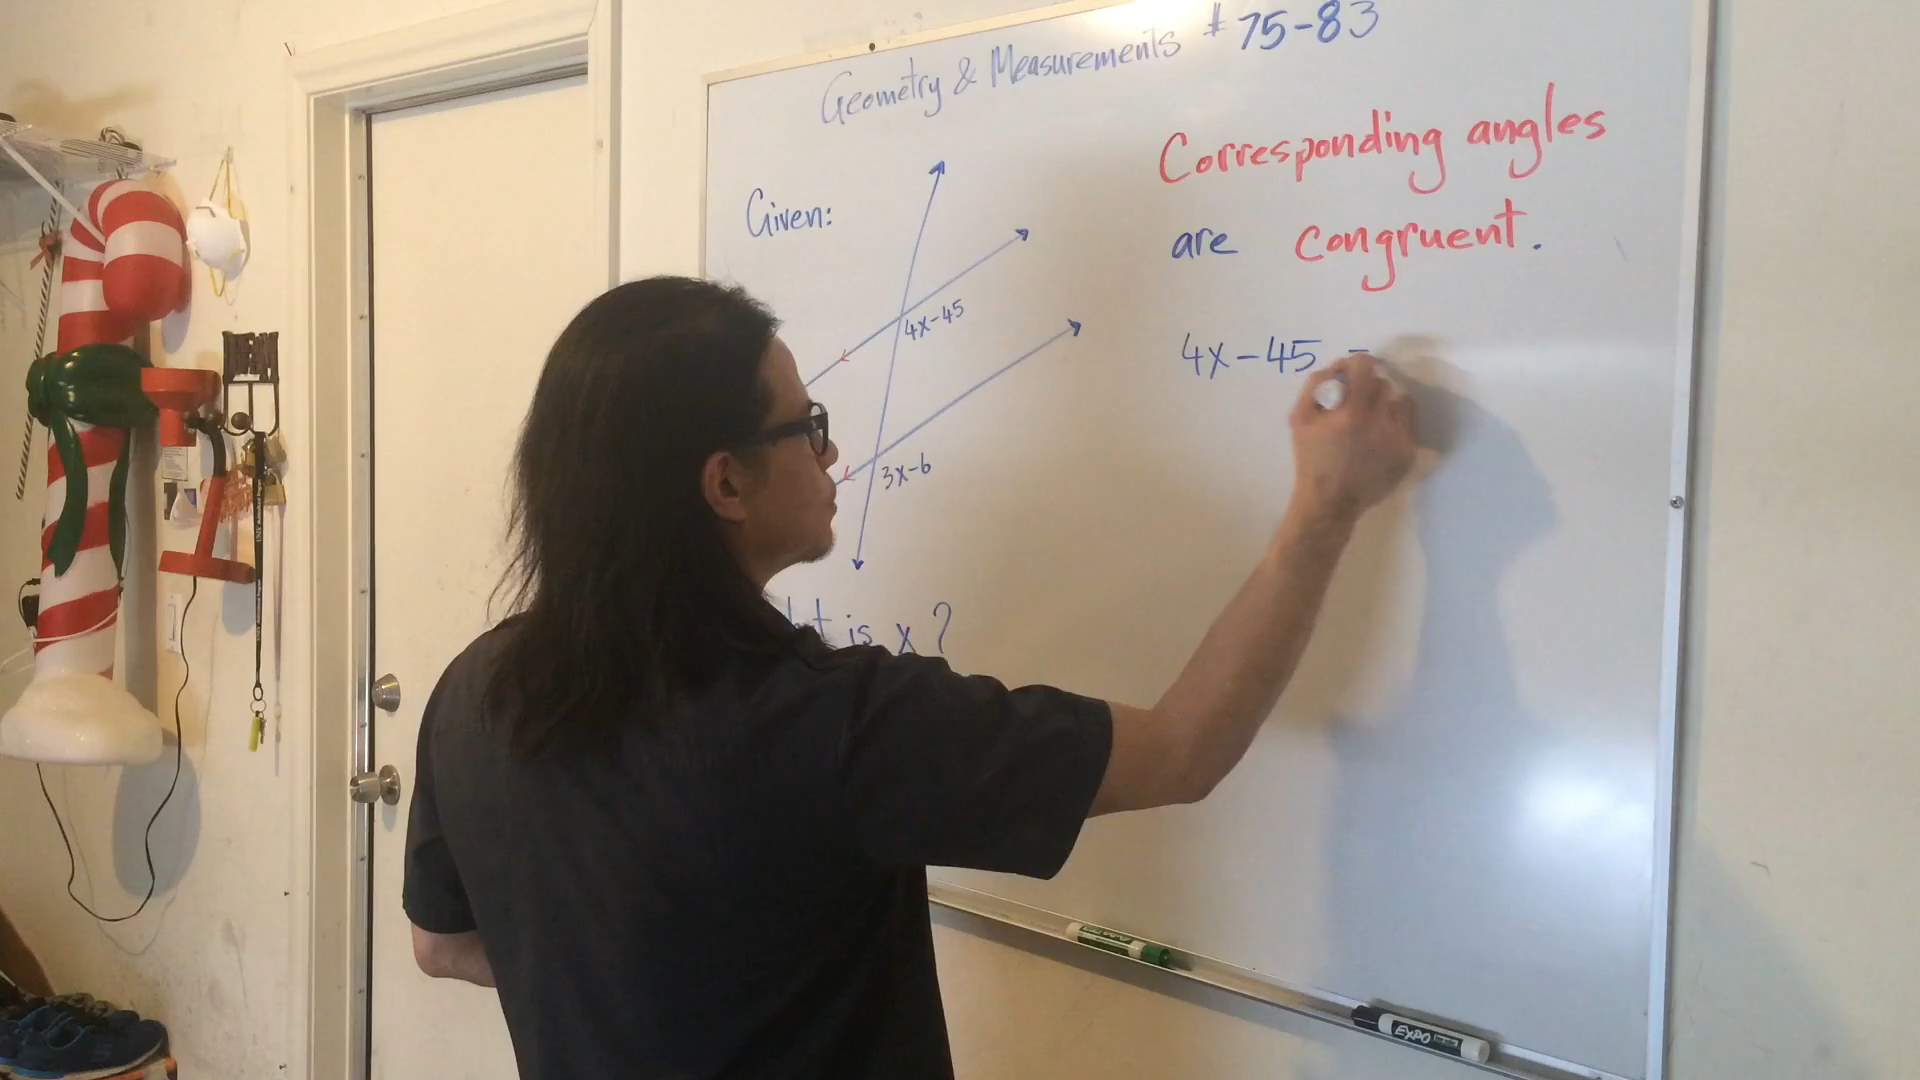 Geometry & Measurements # 75-83
Given:
4x-45
3x-6
is x?
Corresponding angles
are congruent.
4x-45 =
EXPO